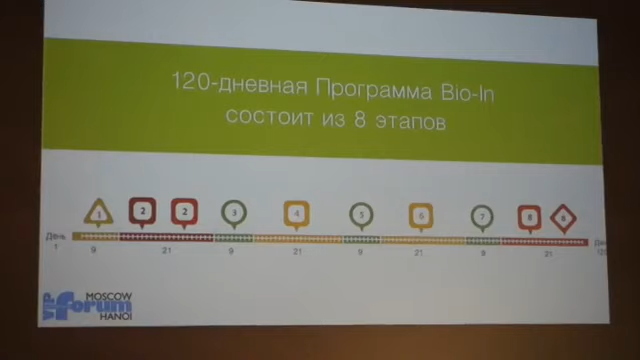 120-дневная Программа Bio-In
состоит из 8 этапов
1 2 2 3 4 5 6 7 8 8
День
1
9 21 9 21 9 21 9 21
MOSCOW
forum
HANOI